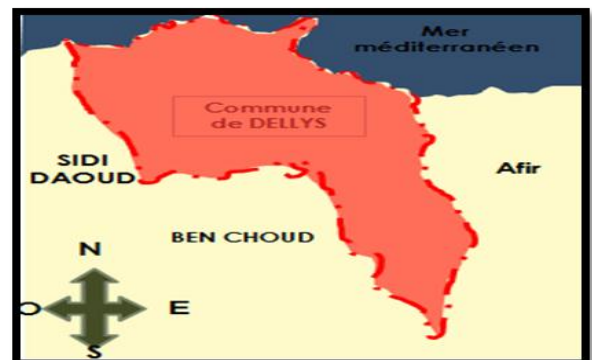 Mer
méditerranéen
Commune
de DELLYS
SIDI
DAOUD
Afir
BEN CHOUD
N
O
E
S